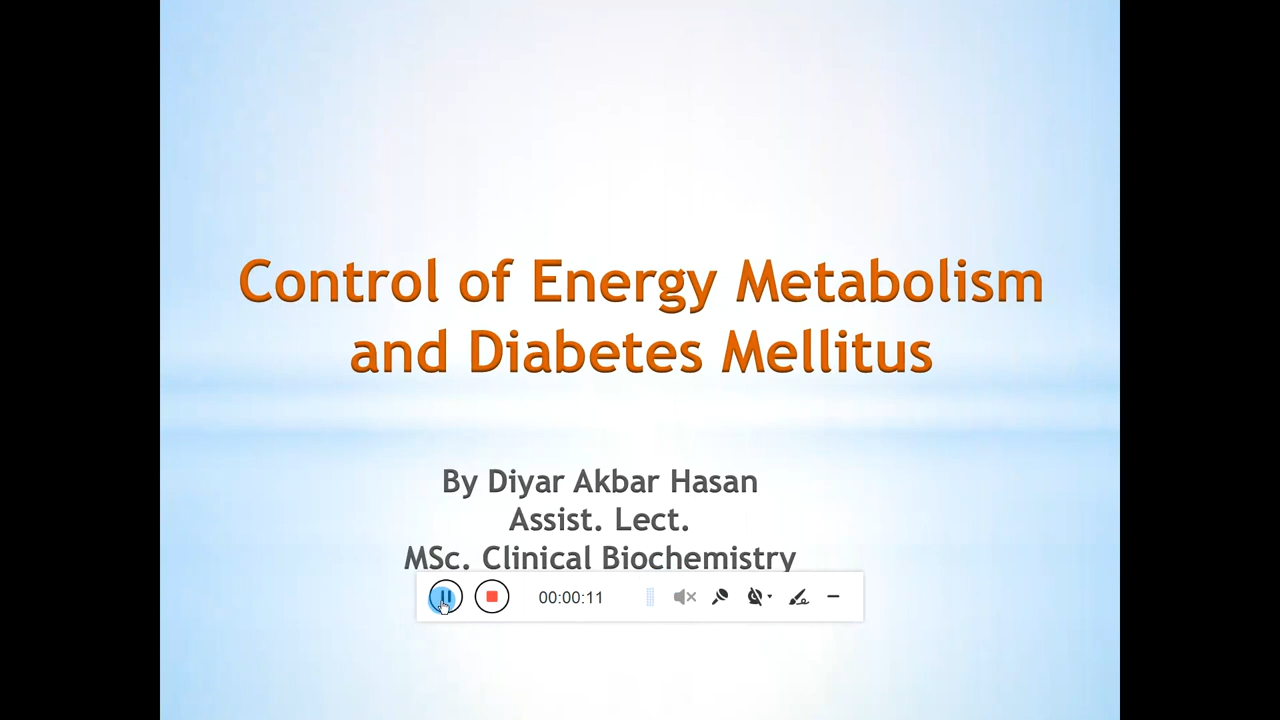 Control of Energy Metabolism
and Diabetes Mellitus
By Diyar Akbar Hasan
Assist. Lect.
MSc. Clinical Biochemistry
00:00:11